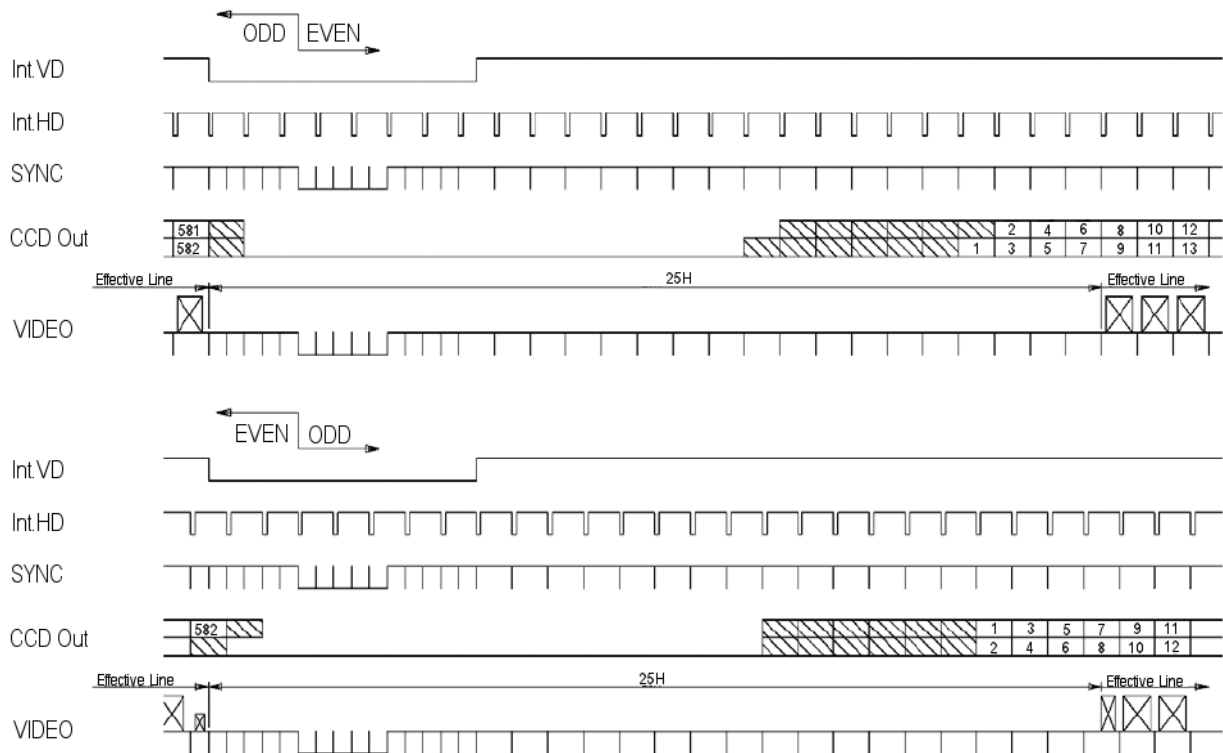 ODD EVEN
Int.VD
Int.HD
SYNC
CCD Out
581 2 4 6 8 10 12
582 1 3 5 7 9 11 13
Effective Line 25H Effective Line
VIDEO
EVEN ODD
Int.VD
Int.HD
SYNC
CCD Out
582 1 3 5 7 9 11
2 4 6 8 10 12
Effective Line 25H Effective Line
VIDEO